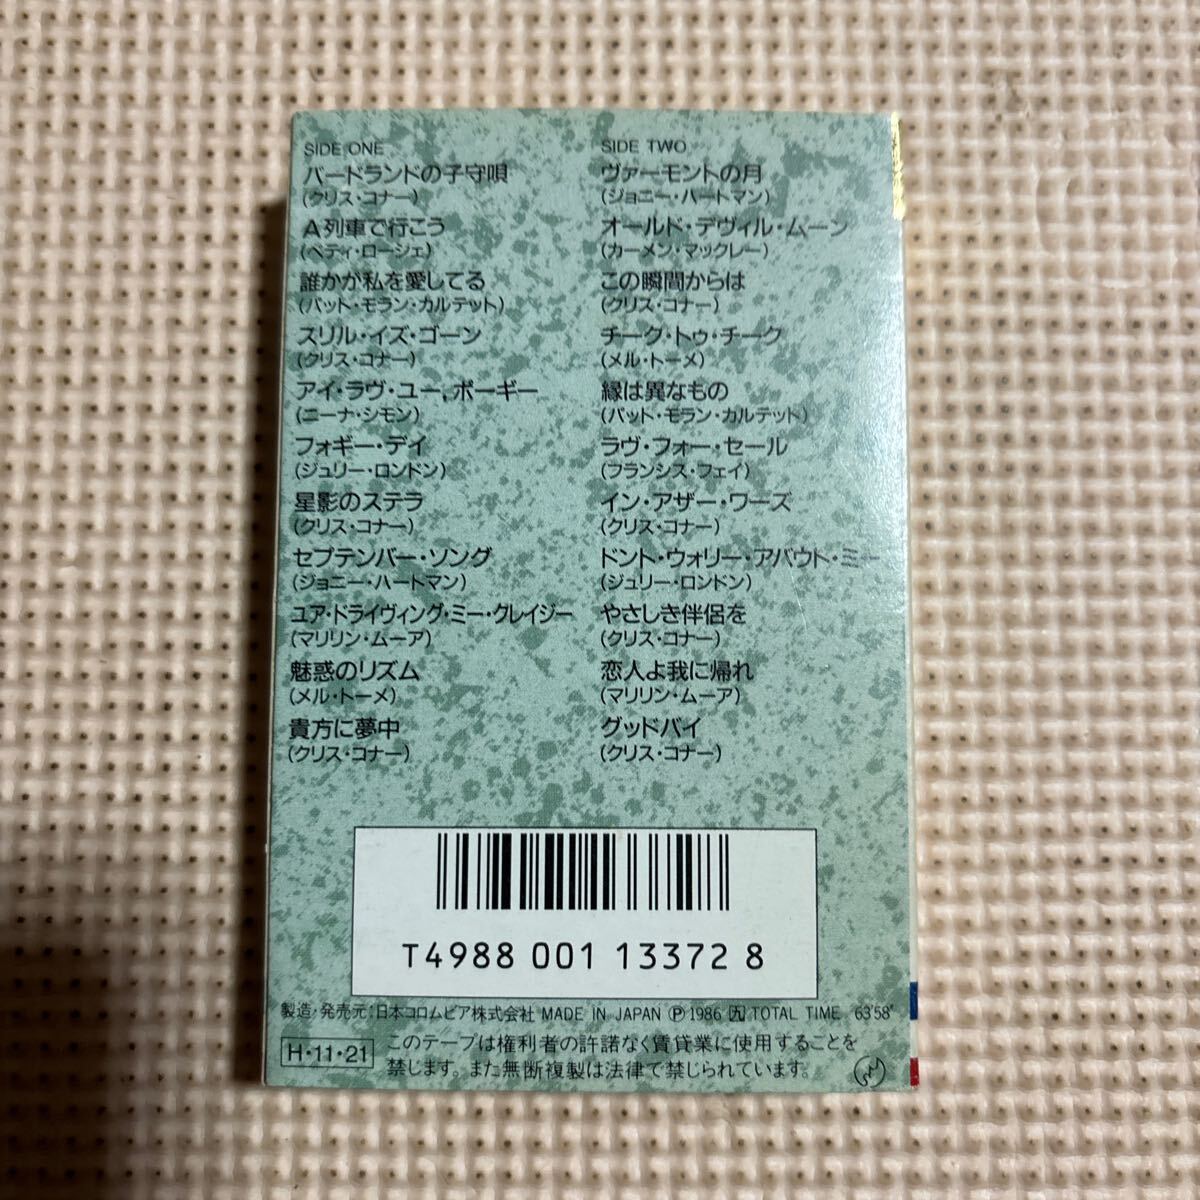 SIDE ONE
バードランドの子守唄
(クリス・コナー)
A列車で行こう
(ベティ・ローシェ)
誰かが私を愛してる
(パット・モラン・カルテット)
スリル・イズ・ゴーン
(クリス・コナー)
アイ・ラヴ・ユー、ポーギー
(ニーナ・シモン)
フォギー・デイ
(ジュリー・ロンドン)
星影のステラ
(クリス・コナー)
セプテンバー・ソング
(ジョニー・ハートマン)
ユア・ドライヴィング・ミー・クレイジー
(マリリン・ムーア)
魅惑のリズム
(メル・トーメ)
貴方に夢中
(クリス・コナー)
SIDE TWO
ヴァーモントの月
(ジョニー・ハートマン)
オールド・デヴィル・ムーン
(カーメン・マックレー)
この瞬間からは
(クリス・コナー)
チーク・トゥ・チーク
(メル・トーメ)
縁は異なもの
(パット・モラン・カルテット)
ラヴ・フォー・セール
(フランシス・フェイ)
イン・アザー・ワーズ
(クリス・コナー)
ドント・ウォリー・アバウト・ミー
(ジュリー・ロンドン)
やさしき伴侶を
(クリス・コナー)
恋人よ我に帰れ
(マリリン・ムーア)
グッドバイ
(クリス・コナー)
T4988 001 13372 8
製造・発売元:日本コロムビア株式会社 MADE IN JAPAN Ⓟ1986 九 TOTAL TIME 63'58"
H・11・21
このテープは権利者の許諾なく賃貸業に使用することを
禁じます。また無断複製は法律で禁じられています。